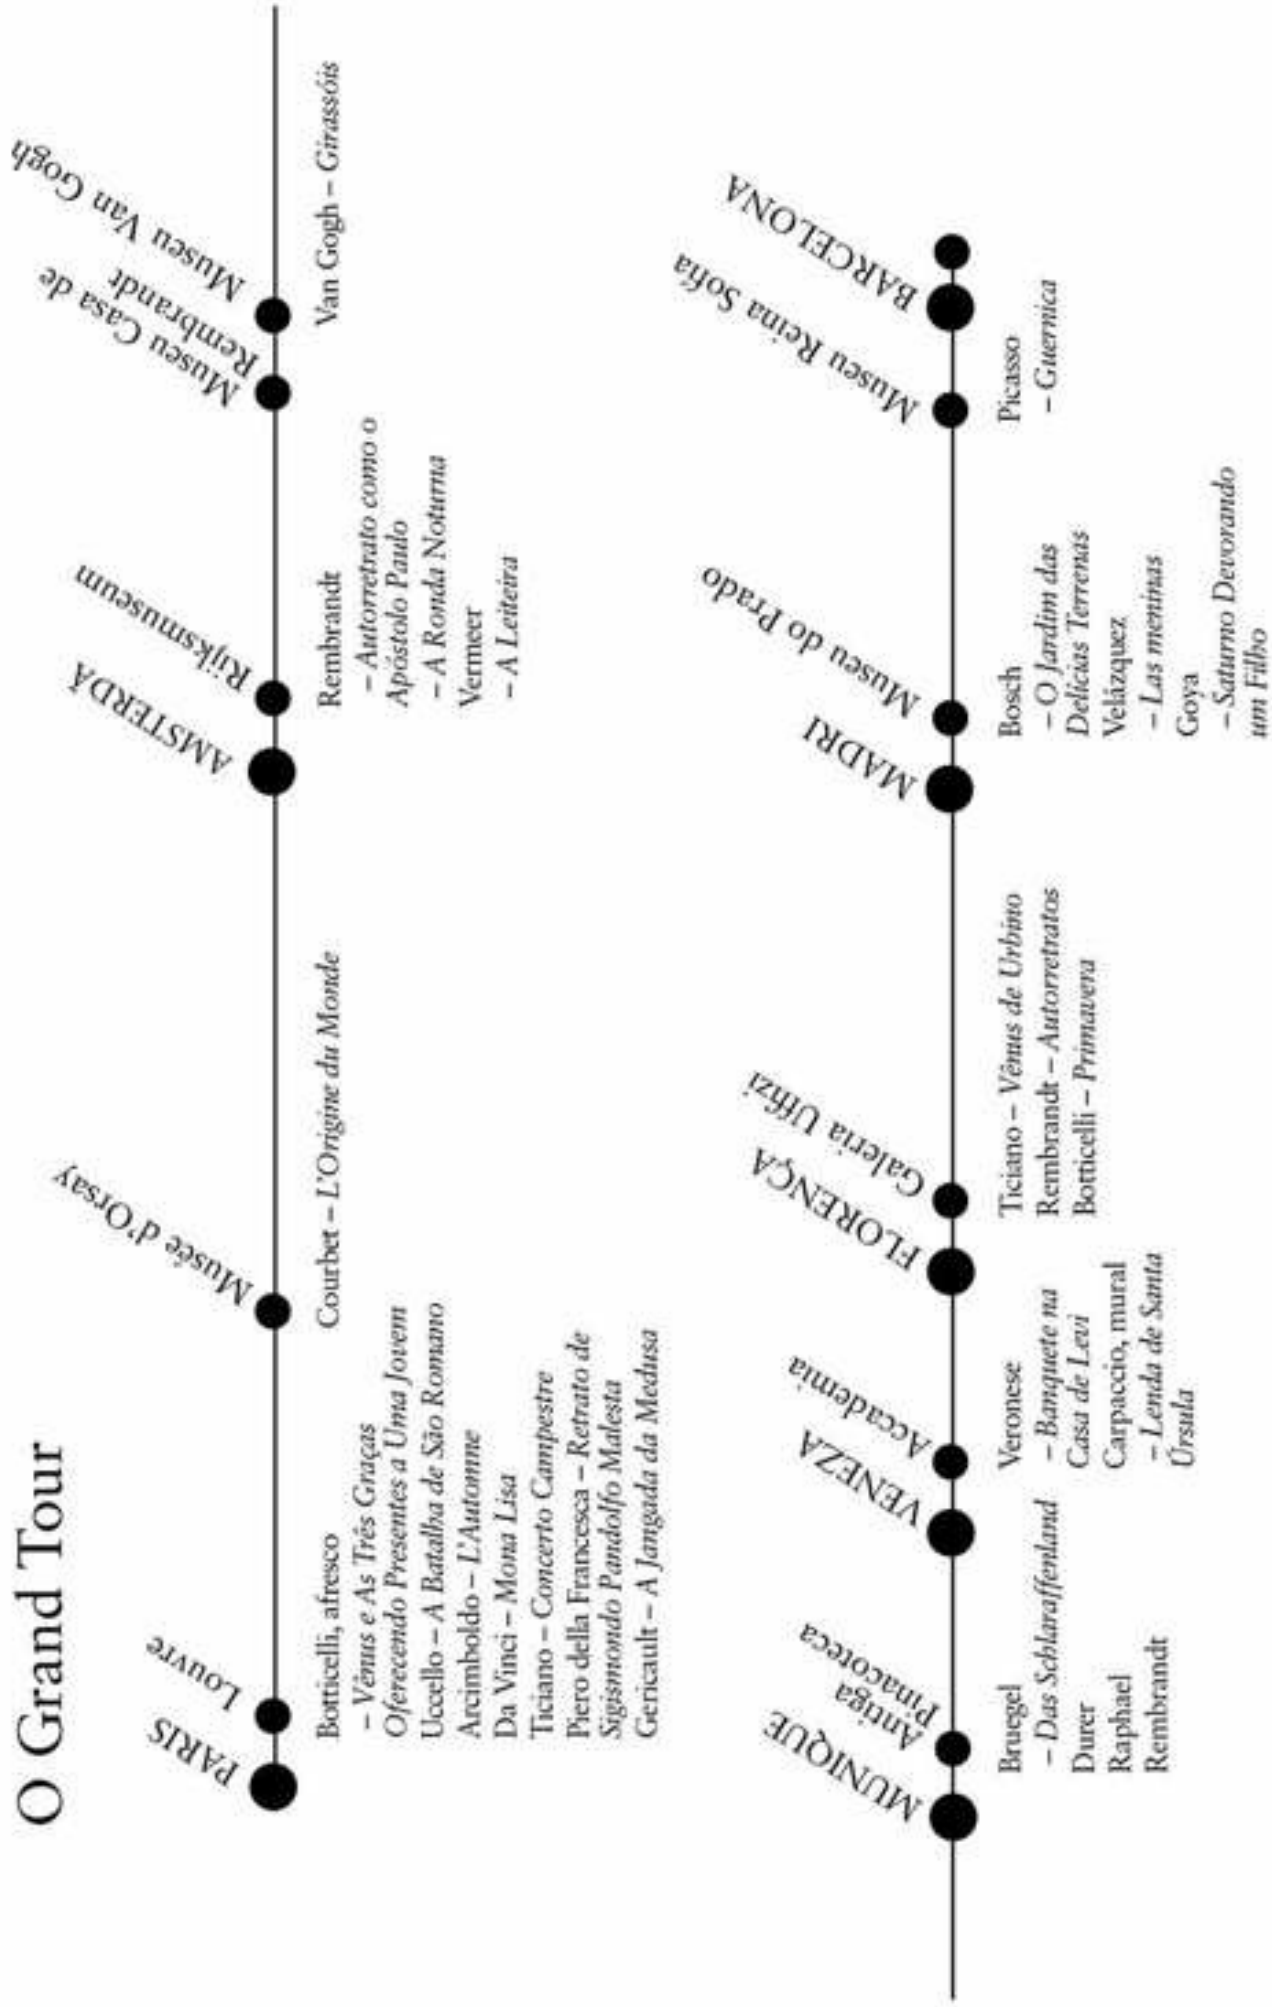 O Grand Tour
PARIS
Louvre
Botticelli, afresco
– Vênus e As Três Graças
Oferecendo Presentes a Uma Jovem
Uccello – A Batalha de São Romano
Arcimboldo – L'Automne
Da Vinci – Mona Lisa
Ticiano – Concerto Campestre
Piero della Francesca – Retrato de
Sigismondo Pandolfo Malesta
Gericault – A Jangada da Medusa
Musée d'Orsay
Courbet – L'Origine du Monde
AMSTERDÃ
Rijksmuseum
Rembrandt
– Autorretrato como o
Apóstolo Paulo
– A Ronda Noturna
Vermeer
– A Leiteira
Museu Casa de
Rembrandt
Museu Van Gogh
Van Gogh – Girassóis
MUNIQUE
Antiga
Pinacoteca
Bruegel
– Das Schlaraffenland
Durer
Raphael
Rembrandt
VENEZA
Accademia
Veronese
– Banquete na
Casa de Levi
Carpaccio, mural
– Lenda de Santa
Úrsula
FLORENÇA
Galeria Uffizi
Ticiano – Vênus de Urbino
Rembrandt – Autorretratos
Botticelli – Primavera
MADRI
Museu do Prado
Bosch
– O Jardim das
Delícias Terrenas
Velázquez
– Las meninas
Goya
– Saturno Devorando
um Filho
Museu Reina Sofía
Picasso
– Guernica
BARCELONA